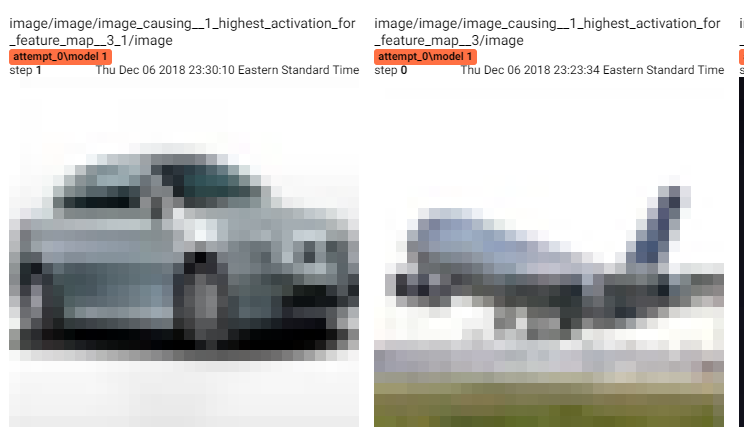 image/image/image_causing__1_highest_activation_for
_feature_map__3_1/image
attempt_0\model 1
step 1 Thu Dec 06 2018 23:30:10 Eastern Standard Time
image/image/image_causing__1_highest_activation_for
_feature_map__3/image
attempt_0\model 1
step 0 Thu Dec 06 2018 23:23:34 Eastern Standard Time